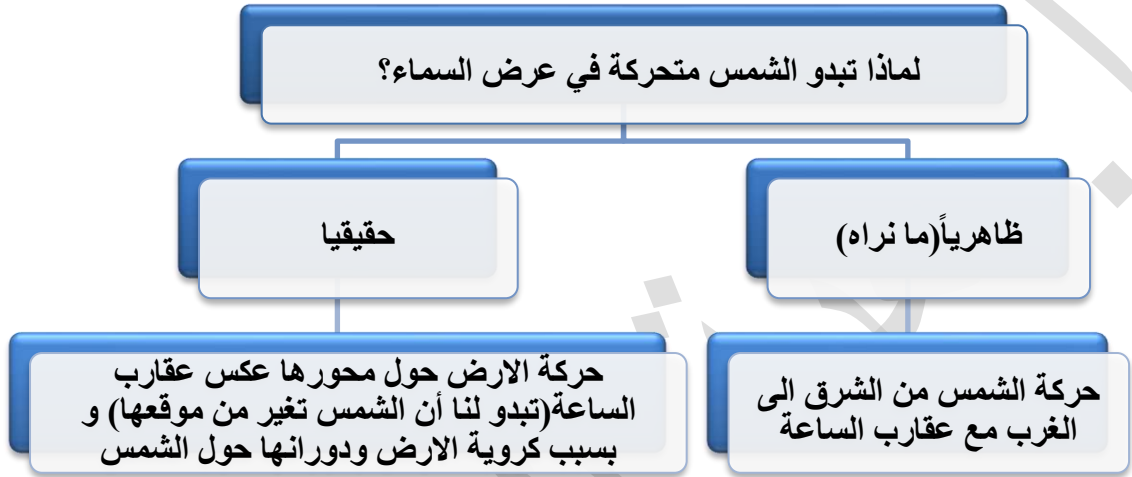 لماذا تبدو الشمس متحركة في عرض السماء؟
ظاهرياً(ما نراه)
حركة الشمس من الشرق الى
الغرب مع عقارب الساعة
حقيقيا
حركة الارض حول محورها عكس عقارب
الساعة(تبدو لنا أن الشمس تغير من موقعها) و
بسبب كروية الارض ودورانها حول الشمس